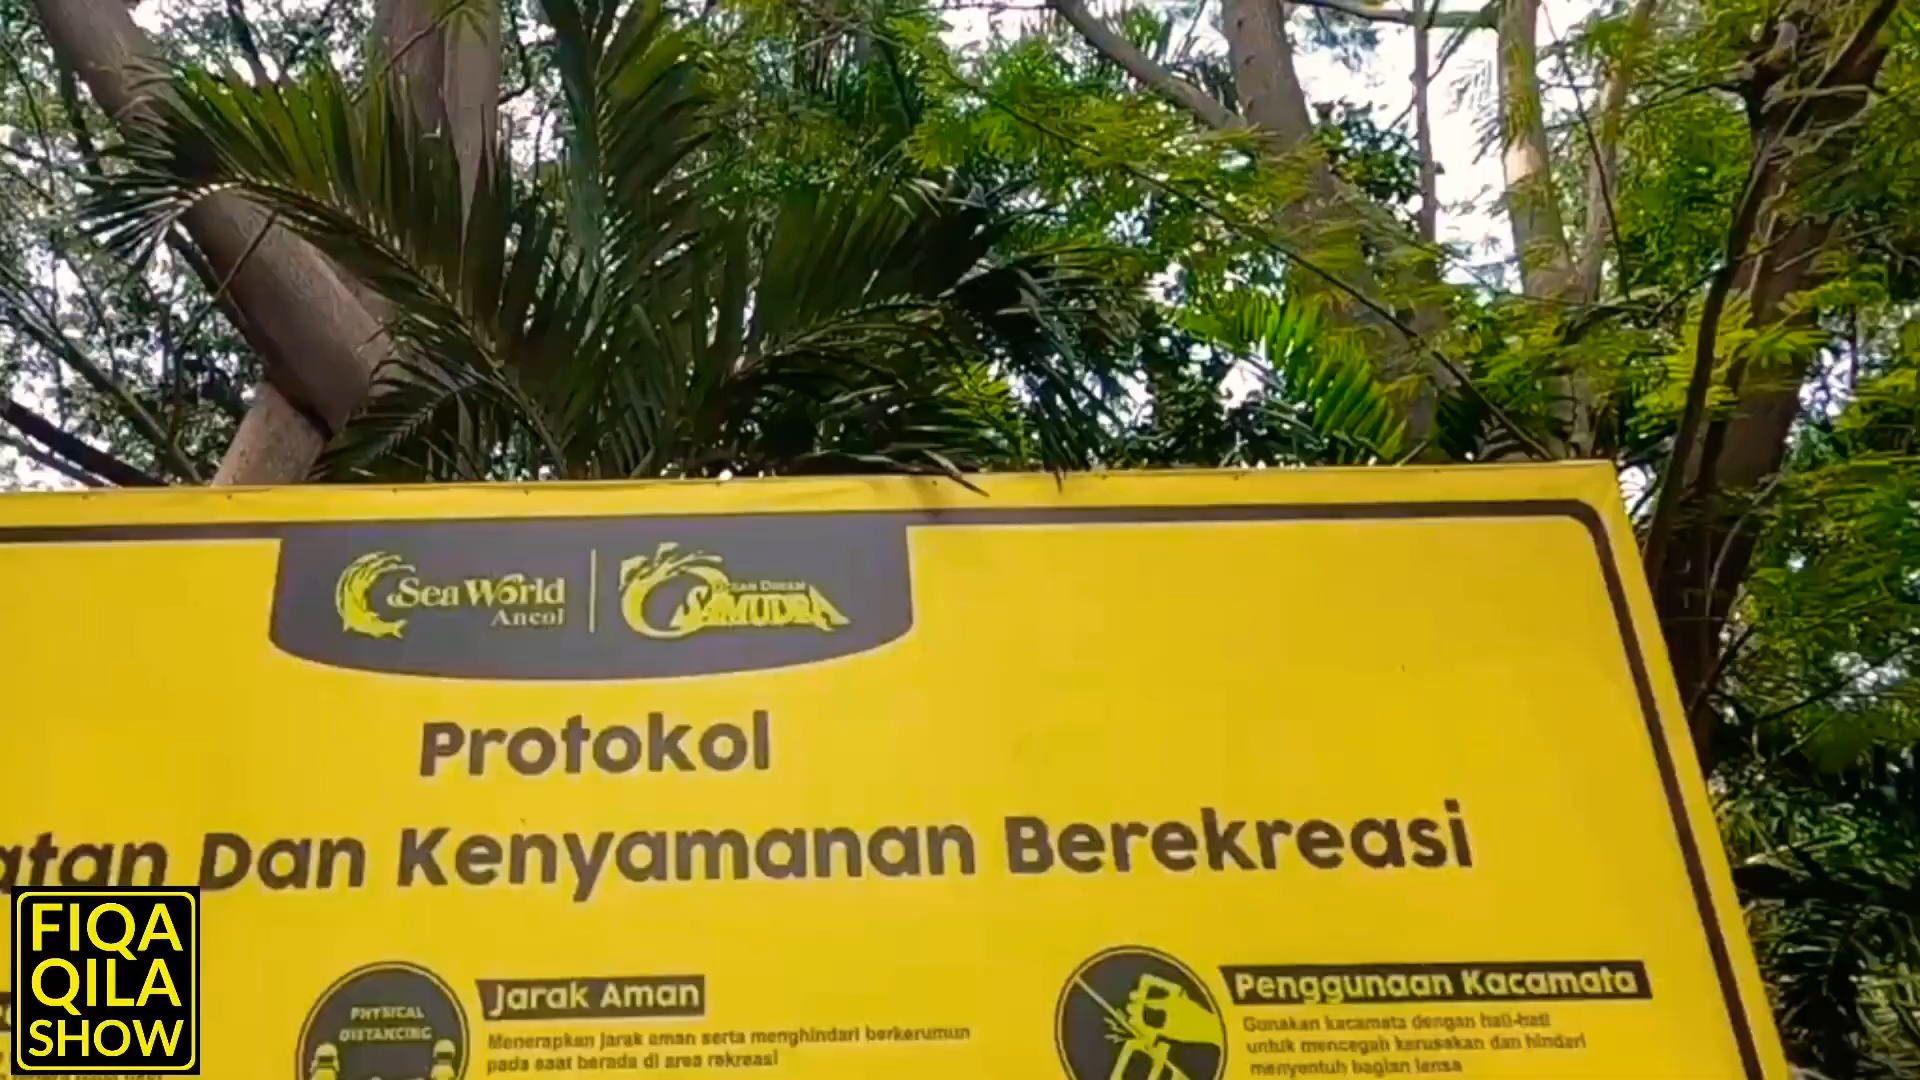 Sea World
Ancol
OCEAN DREAM
SAMUDRA
Protokol
atan Dan Kenyamanan Berekreasi
PHYSICAL
DISTANCING
Jarak Aman
Menerapkan jarak aman serta menghindari berkerumun
pada saat berada di area rekreasi
Penggunaan Kacamata
Gunakan kacamata dengan hati-hati
untuk mencegah kerusakan dan hindari
menyentuh bagian lensa
FIQA
QILA
SHOW